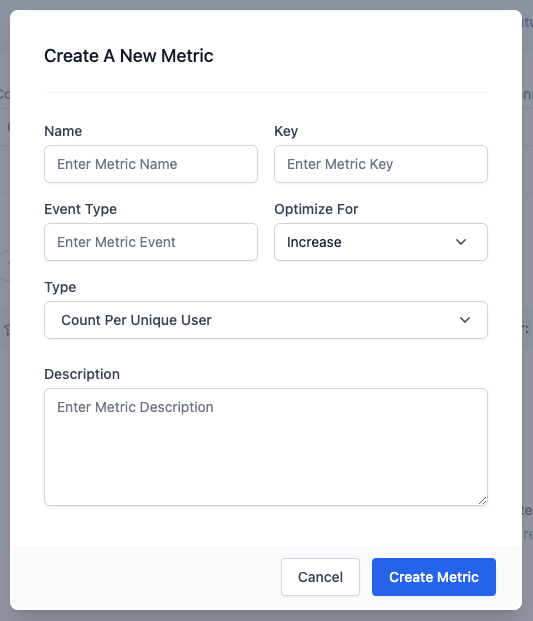 Create A New Metric
Name
Key
Enter Metric Name
Enter Metric Key
Event Type
Optimize For
Enter Metric Event
Increase
Type
Count Per Unique User
Description
Enter Metric Description
Cancel
Create Metric